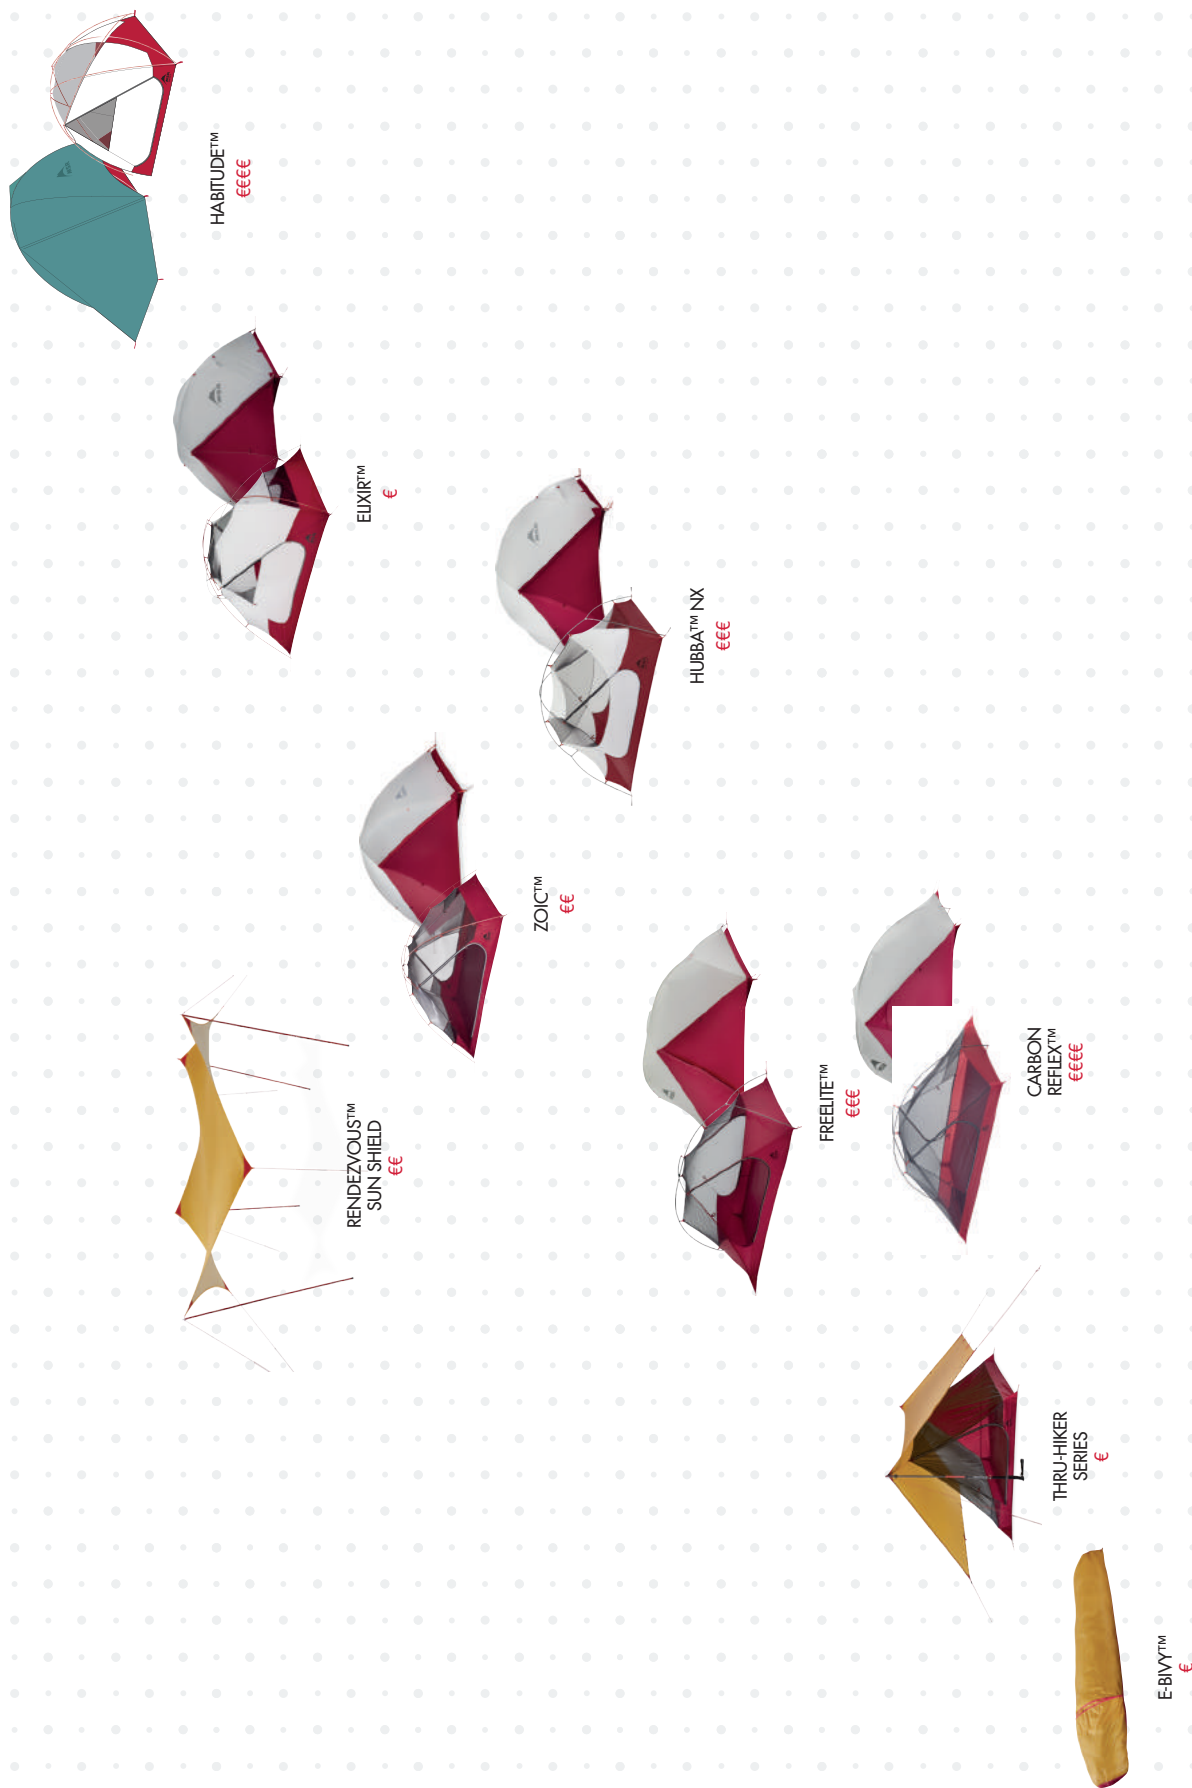 HABITUDE™
€€€€
ELIXIR™
€
HUBBA™ NX
€€€
ZOIC™
€€
RENDEZVOUS™
SUN SHIELD
€€
FREELITE™
€€€
CARBON
REFLEX™
€€€€
THRU-HIKER
SERIES
€
E-BIVY™
€